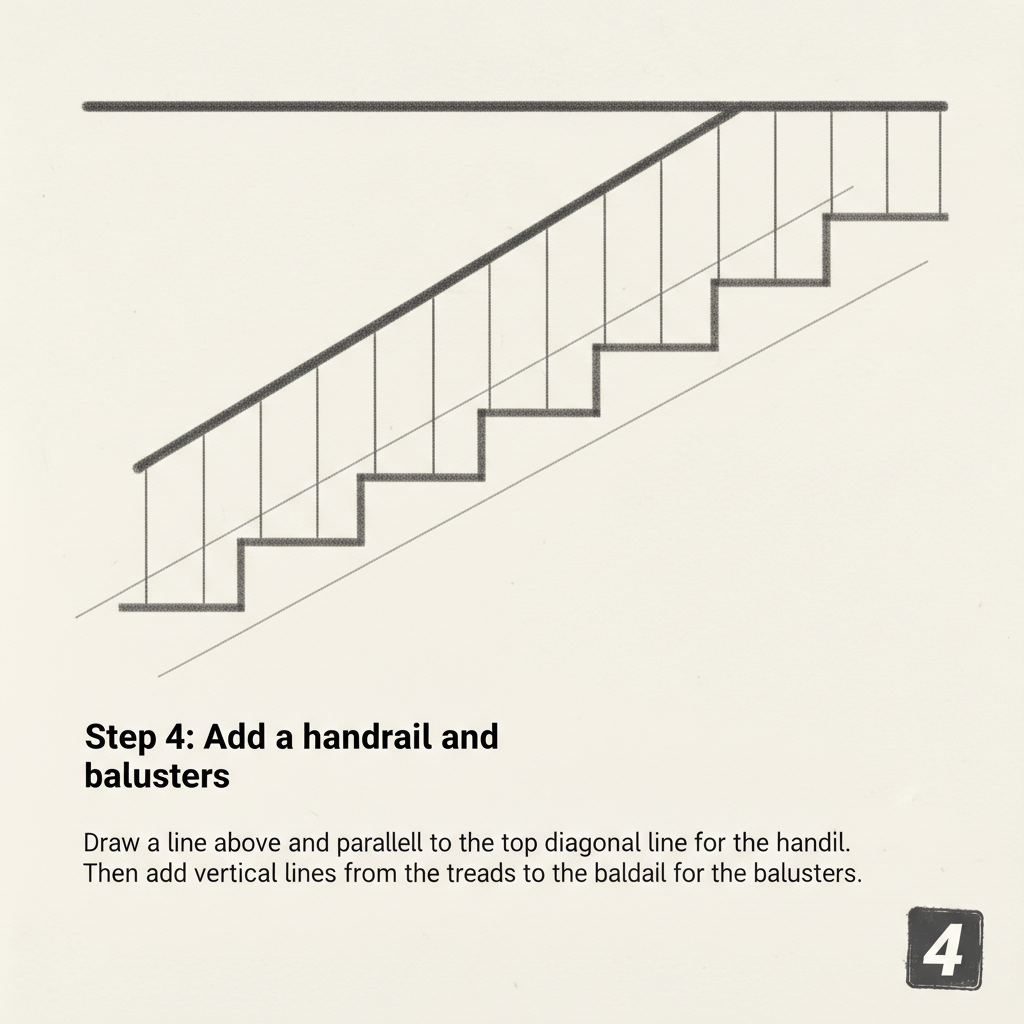 Step 4: Add a handrail and
balusters
Draw a line above and parallell to the top diagonal line for the handil.
Then add vertical lines from the treads to the baldail for the balusters.
4